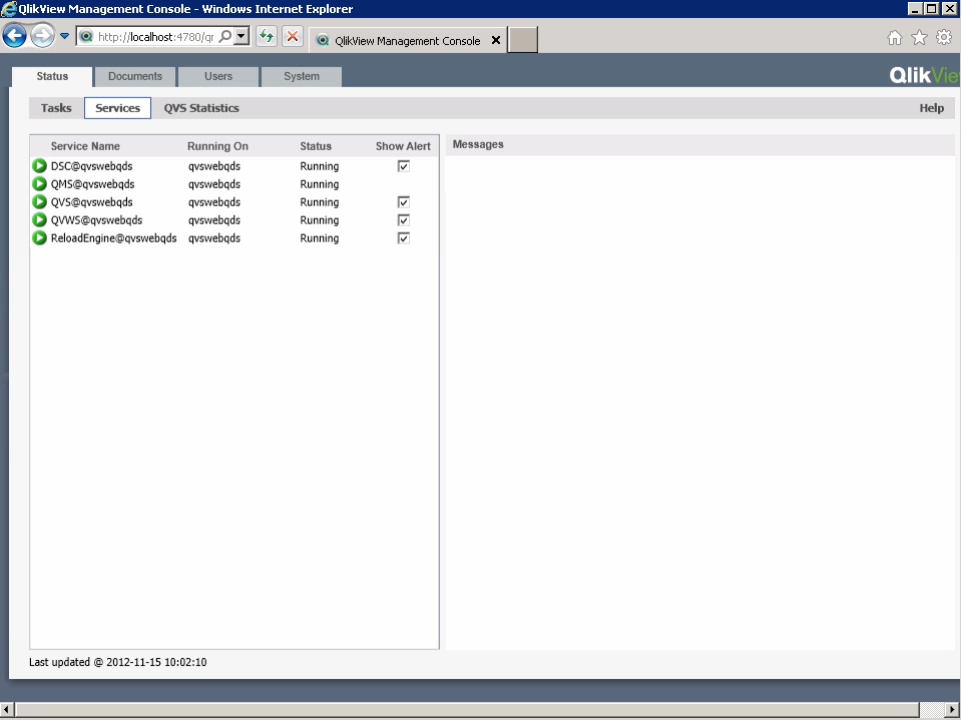 QlikView Management Console - Windows Internet Explorer
http://localhost:4780/qr
QlikView Management Console
Status Documents Users System
QlikVie
Tasks Services QVS Statistics Help
Service Name Running On Status Show Alert Messages
DSC@qvswebqds qvswebqds Running
QMS@qvswebqds qvswebqds Running
QVS@qvswebqds qvswebqds Running
QVWS@qvswebqds qvswebqds Running
ReloadEngine@qvswebqds qvswebqds Running
Last updated @ 2012-11-15 10:02:10